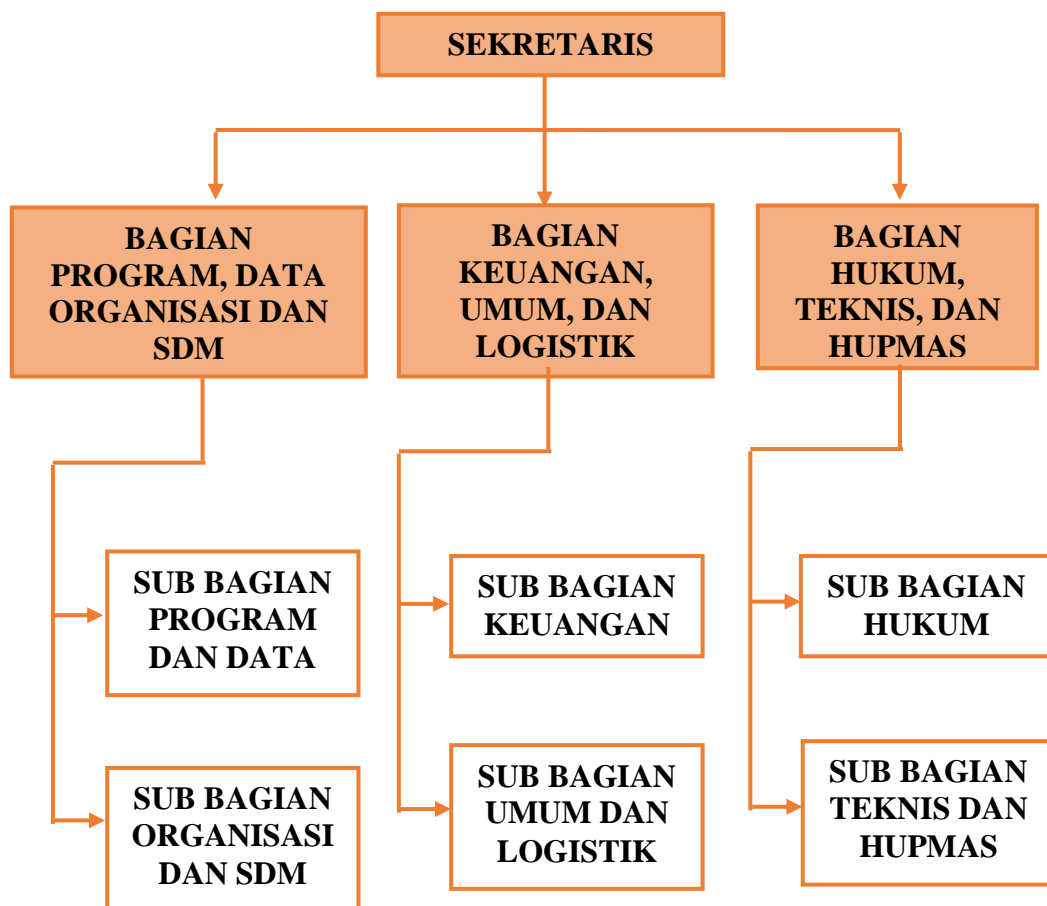 SEKRETARIS
BAGIAN
PROGRAM, DATA
ORGANISASI DAN
SDM
BAGIAN
KEUANGAN,
UMUM, DAN
LOGISTIK
BAGIAN
HUKUM,
TEKNIS, DAN
HUPMAS
SUB BAGIAN
PROGRAM
DAN DATA
SUB BAGIAN
KEUANGAN
SUB BAGIAN
HUKUM
SUB BAGIAN
ORGANISASI
DAN SDM
SUB BAGIAN
UMUM DAN
LOGISTIK
SUB BAGIAN
TEKNIS DAN
HUPMAS